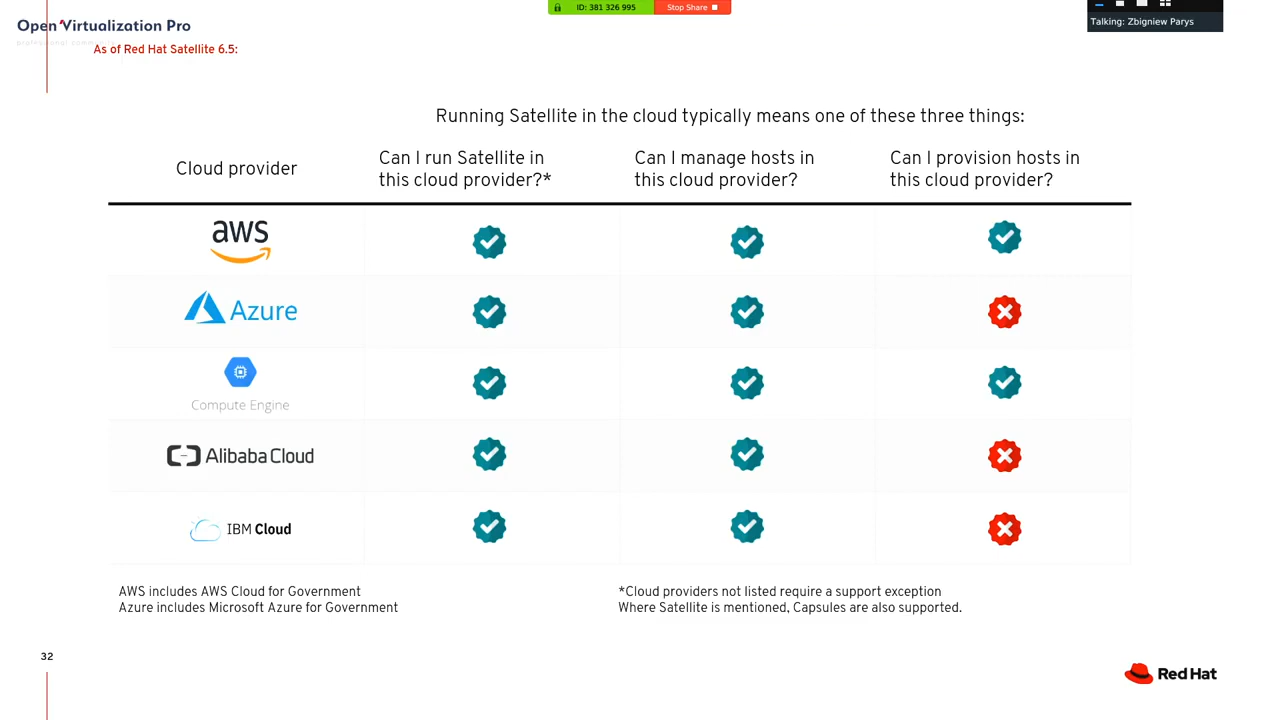 Open Virtualization Pro
professional community
As of Red Hat Satellite 6.5:
ID: 381 326 995
Stop Share
Talking: Zbigniew Parys
Running Satellite in the cloud typically means one of these three things:
Cloud provider
Can I run Satellite in
this cloud provider?*
Can I manage hosts in
this cloud provider?
Can I provision hosts in
this cloud provider?
aws
Azure
Compute Engine
Alibaba Cloud
IBM Cloud
AWS includes AWS Cloud for Government
Azure includes Microsoft Azure for Government
*Cloud providers not listed require a support exception
Where Satellite is mentioned, Capsules are also supported.
32
Red Hat